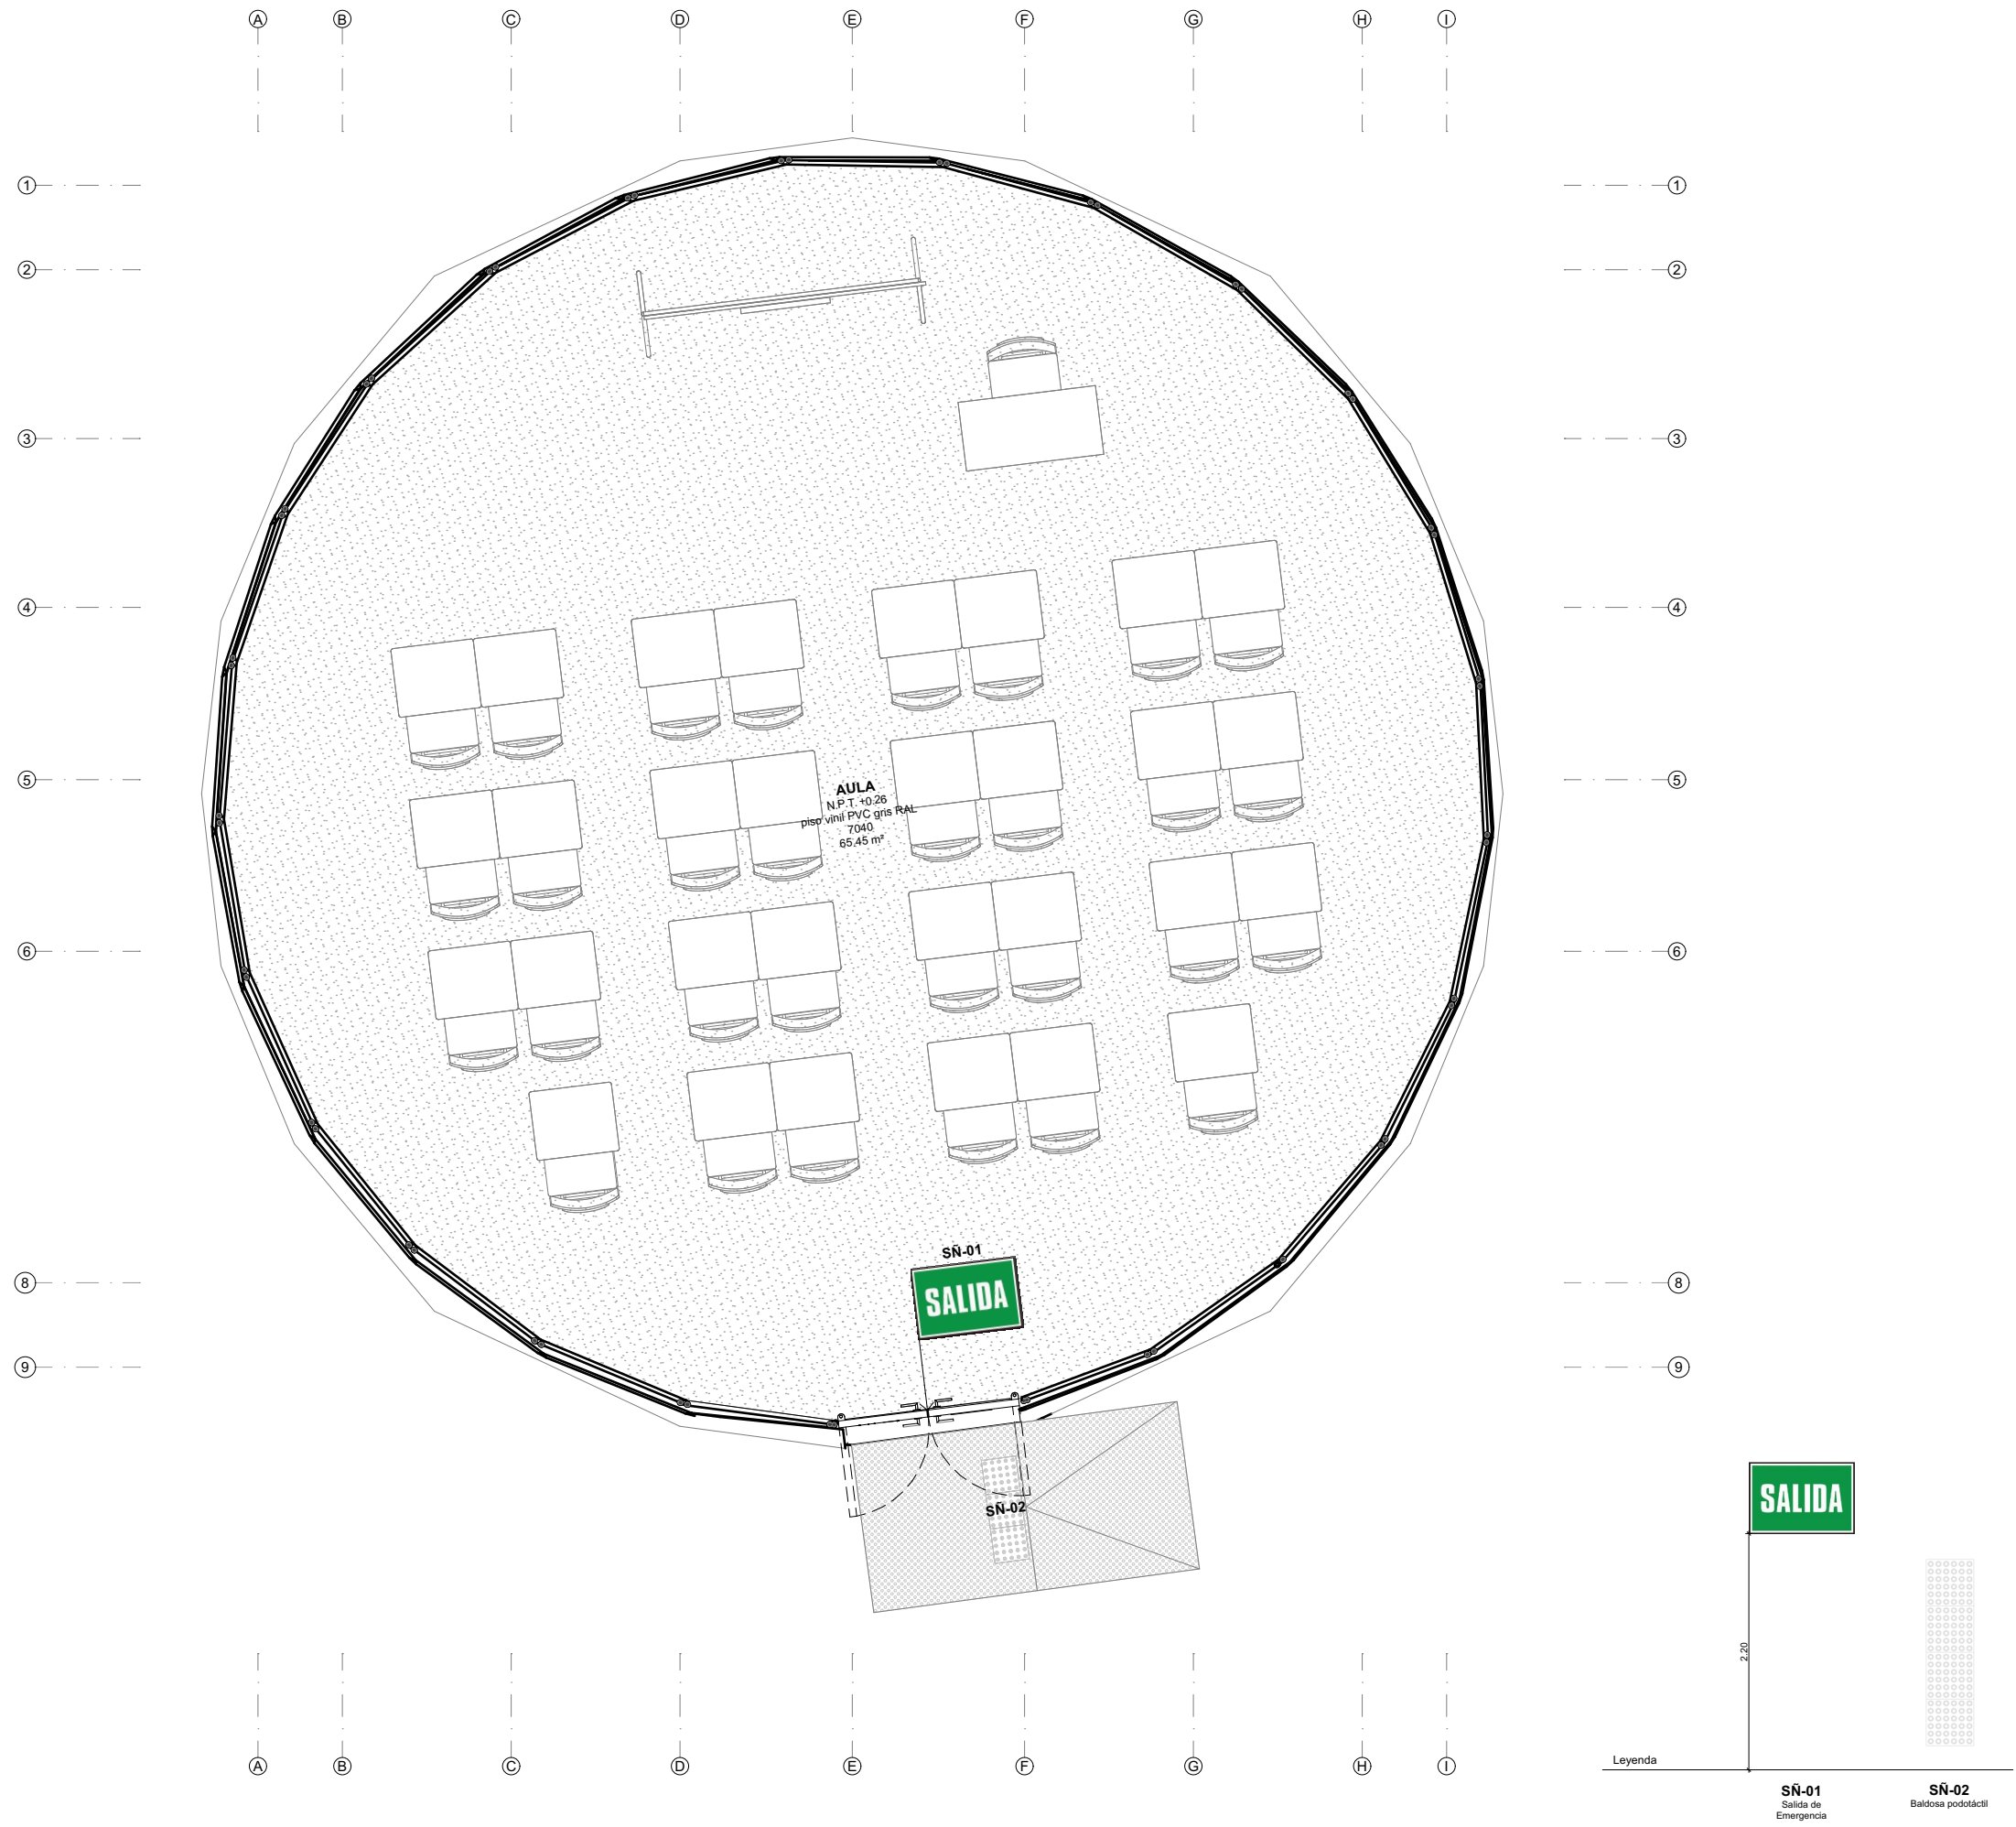 A B C D E F G H I
1 1
2 2
3 3
4 4
5 5
AULA
N.P.T. +0.26
piso vinil PVC gris RAL
7040
65.45 m²
6 6
SÑ-01
SALIDA
8 8
9 9
SÑ-02
A B C D E F G H I
SALIDA
2.20
Leyenda
SÑ-01
Salida de
Emergencia
SÑ-02
Baldosa podotáctil